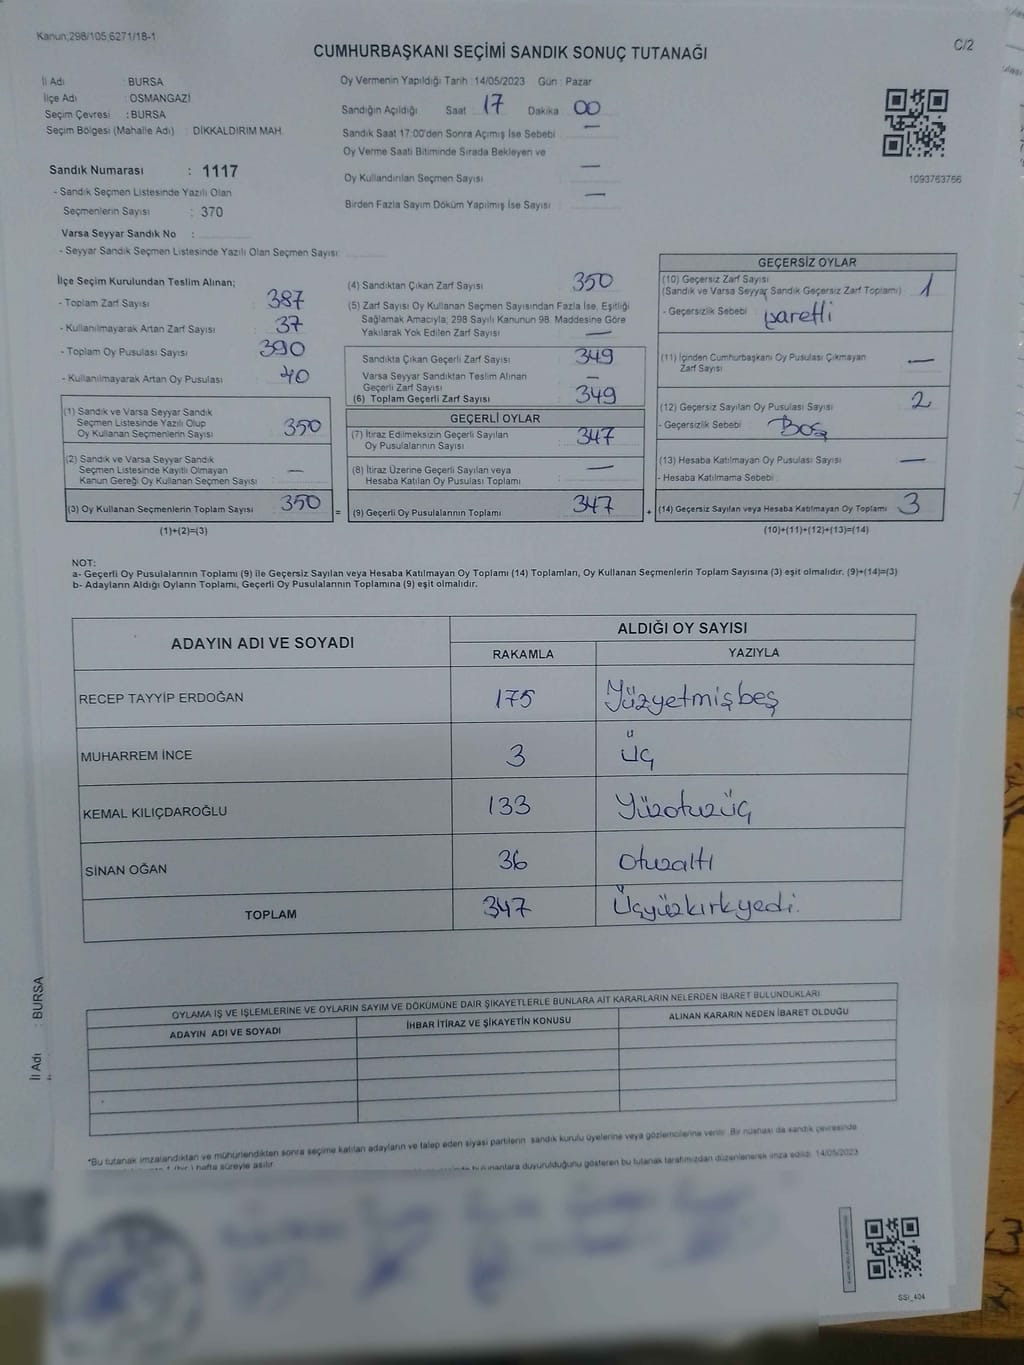 Kanun;298/105,6271/18-1
C/2
CUMHURBAŞKANI SEÇİMİ SANDIK SONUÇ TUTANAĞI
İl Adı : BURSA
İlçe Adı : OSMANGAZİ
Seçim Çevresi : BURSA
Seçim Bölgesi (Mahalle Adı) : DİKKALDIRIM MAH.
Sandık Numarası : 1117
- Sandık Seçmen Listesinde Yazılı Olan
Seçmenlerin Sayısı : 370
Varsa Seyyar Sandık No :
- Seyyar Sandık Seçmen Listesinde Yazılı Olan Seçmen Sayısı:
Oy Vermenin Yapıldığı Tarih : 14/05/2023 Gün : Pazar
Sandığın Açıldığı Saat 17 Dakika 00
Sandık Saat 17.00'den Sonra Açımış İse Sebebi —
Oy Verme Saati Bitiminde Sırada Bekleyen ve
Oy Kullandırılan Seçmen Sayısı —
Birden Fazla Sayım Döküm Yapılmış İse Sayısı —
1093763766
İlçe Seçim Kurulundan Teslim Alınan;
- Toplam Zarf Sayısı : 387
- Kullanılmayarak Artan Zarf Sayısı : 37
- Toplam Oy Pusulası Sayısı : 390
- Kullanılmayarak Artan Oy Pusulası : 40
(1) Sandık ve Varsa Seyyar Sandık
Seçmen Listesinde Yazılı Olup
Oy Kullanan Seçmenlerin Sayısı 350
(2) Sandık ve Varsa Seyyar Sandık
Seçmen Listesinde Kayıtlı Olmayan
Kanun Gereği Oy Kullanan Seçmen Sayısı : —
(3) Oy Kullanan Seçmenlerin Toplam Sayısı 350
(1)+(2)=(3)
(4) Sandıktan Çıkan Zarf Sayısı : 350
(5) Zarf Sayısı Oy Kullanan Seçmen Sayısından Fazla İse, Eşitliği
Sağlamak Amacıyla; 298 Sayılı Kanunun 98. Maddesine Göre
Yakılarak Yok Edilen Zarf Sayısı : —
Sandıkta Çıkan Geçerli Zarf Sayısı : 349
Varsa Seyyar Sandıktan Teslim Alınan
Geçerli Zarf Sayısı —
(6) Toplam Geçerli Zarf Sayısı : 349
GEÇERLİ OYLAR
(7) İtiraz Edilmeksizin Geçerli Sayılan
Oy Pusulalarının Sayısı : 347
(8) İtiraz Üzerine Geçerli Sayılan veya
Hesaba Katılan Oy Pusulası Toplamı : —
= (9) Geçerli Oy Pusulalarının Toplamı 347
GEÇERSİZ OYLAR
(10) Geçersiz Zarf Sayısı
(Sandık ve Varsa Seyyar Sandık Geçersiz Zarf Toplamı) : 1
- Geçersizlik Sebebi : işaretli
(11) İçinden Cumhurbaşkanı Oy Pusulası Çıkmayan
Zarf Sayısı —
(12) Geçersiz Sayılan Oy Pusulası Sayısı : 2
- Geçersizlik Sebebi : Boş
(13) Hesaba Katılmayan Oy Pusulası Sayısı : —
- Hesaba Katılmama Sebebi :
+ (14) Geçersiz Sayılan veya Hesaba Katılmayan Oy Toplamı : 3
(10)+(11)+(12)+(13)=(14)
NOT:
a- Geçerli Oy Pusulalarının Toplamı (9) ile Geçersiz Sayılan veya Hesaba Katılmayan Oy Toplamı (14) Toplamları, Oy Kullanan Seçmenlerin Toplam Sayısına (3) eşit olmalıdır. (9)+(14)=(3)
b- Adayların Aldığı Oyların Toplamı, Geçerli Oy Pusulalarının Toplamına (9) eşit olmalıdır.
ADAYIN ADI VE SOYADI ALDIĞI OY SAYISI
RAKAMLA YAZIYLA
RECEP TAYYİP ERDOĞAN 175 Yüzyetmişbeş
MUHARREM İNCE 3 Üç
KEMAL KILIÇDAROĞLU 133 Yüzotuzüç
SİNAN OĞAN 36 otuzaltı
TOPLAM 347 Üçyüzkırkyedi.
OYLAMA İŞ VE İŞLEMLERİNE VE OYLARIN SAYIM VE DÖKÜMÜNE DAİR ŞİKAYETLERLE BUNLARA AİT KARARLARIN NELERDEN İBARET BULUNDUKLARI
ADAYIN ADI VE SOYADI İHBAR İTİRAZ VE ŞİKAYETİN KONUSU ALINAN KARARIN NEDEN İBARET OLDUĞU
İl Adı : BURSA
*Bu tutanak imzalandıktan ve mühürlendikten sonra seçime katılan adayların ve talep eden siyasi partilerin sandık kurulu üyelerine veya gözlemcilerine verilir. Bir nüshası da sandık çevresinde
1 (bir) hafta süreyle asılır.
bulunanlara duyurulduğunu gösteren bu tutanak tarafımızdan düzenlenerek imza edildi. 14/05/2023
SSİ_404